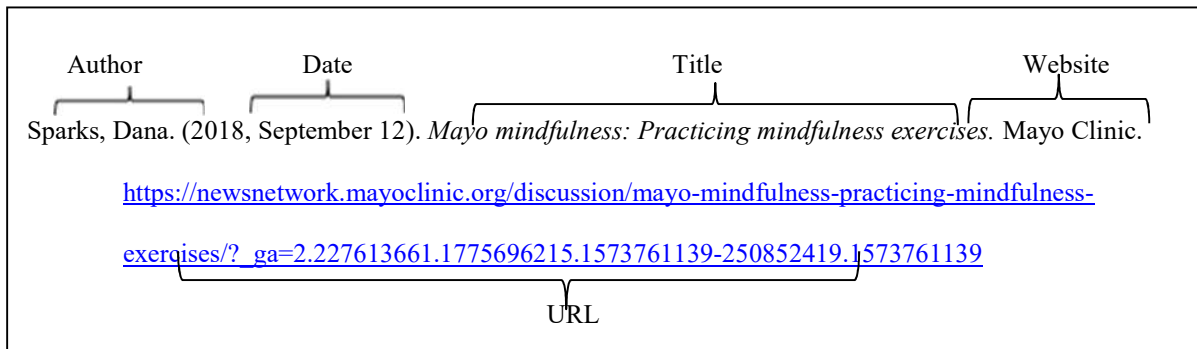 Author Date Title Website
Sparks, Dana. (2018, September 12). Mayo mindfulness: Practicing mindfulness exercises. Mayo Clinic.
https://newsnetwork.mayoclinic.org/discussion/mayo-mindfulness-practicing-mindfulness-
exercises/?_ga=2.227613661.1775696215.1573761139-250852419.1573761139
URL